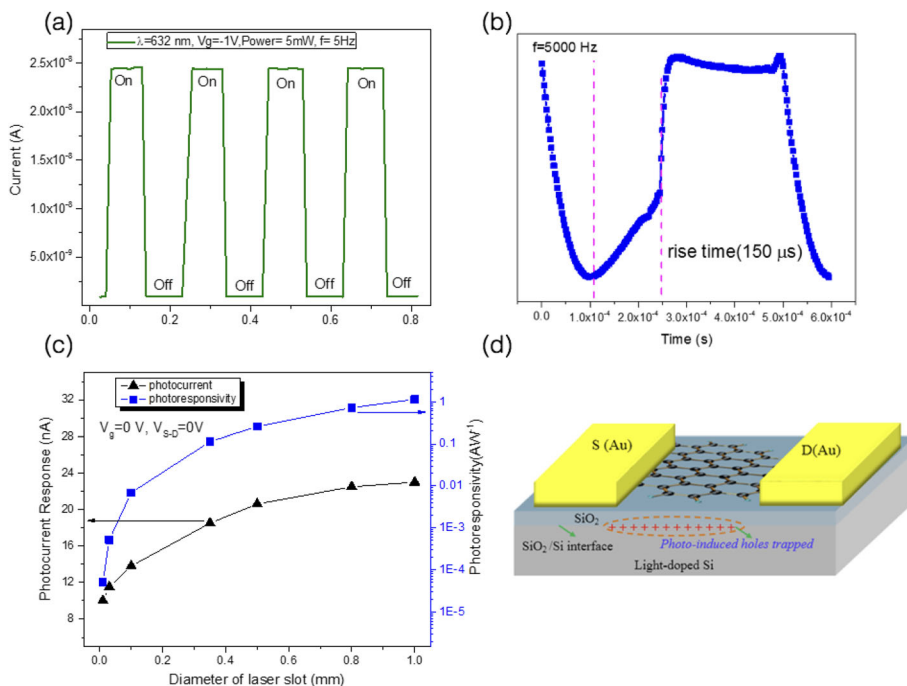 (a)
λ=632 nm, Vg=-1V,Power= 5mW, f= 5Hz
2.5x10⁻⁸
2.0x10⁻⁸
1.5x10⁻⁸
1.0x10⁻⁸
5.0x10⁻⁹
Current (A)
On
On
On
On
Off
Off
Off
Off
0.0
0.2
0.4
0.6
0.8
(b)
f=5000 Hz
rise time(150 μs)
0.0
1.0x10⁻⁴
2.0x10⁻⁴
3.0x10⁻⁴
4.0x10⁻⁴
5.0x10⁻⁴
6.0x10⁻⁴
Time (s)
(c)
photocurrent
photoresponsivity
V_g=0 V, V_S-D=0V
32
28
24
20
16
12
8
Photocurrent Response (nA)
1
0.1
0.01
1E-3
1E-4
1E-5
Photoresponsivity(AW⁻¹)
0.0
0.2
0.4
0.6
0.8
1.0
Diameter of laser slot (mm)
(d)
S (Au)
D(Au)
SiO₂
SiO₂ /Si interface
Photo-induced holes trapped
Light-doped Si